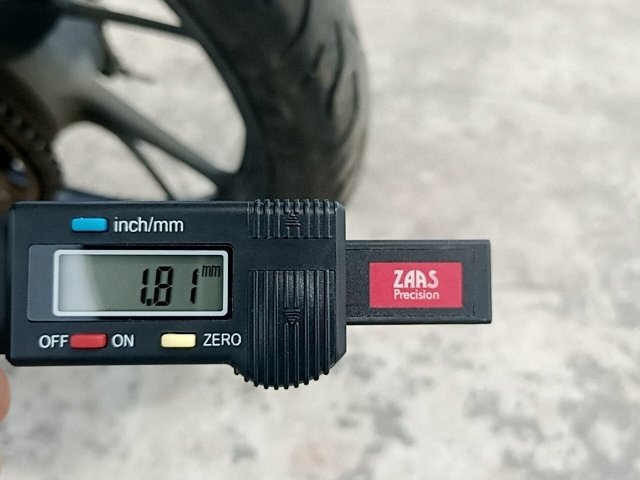 inch/mm
1.81 mm
OFF ON ZERO
ZAAS
Precision